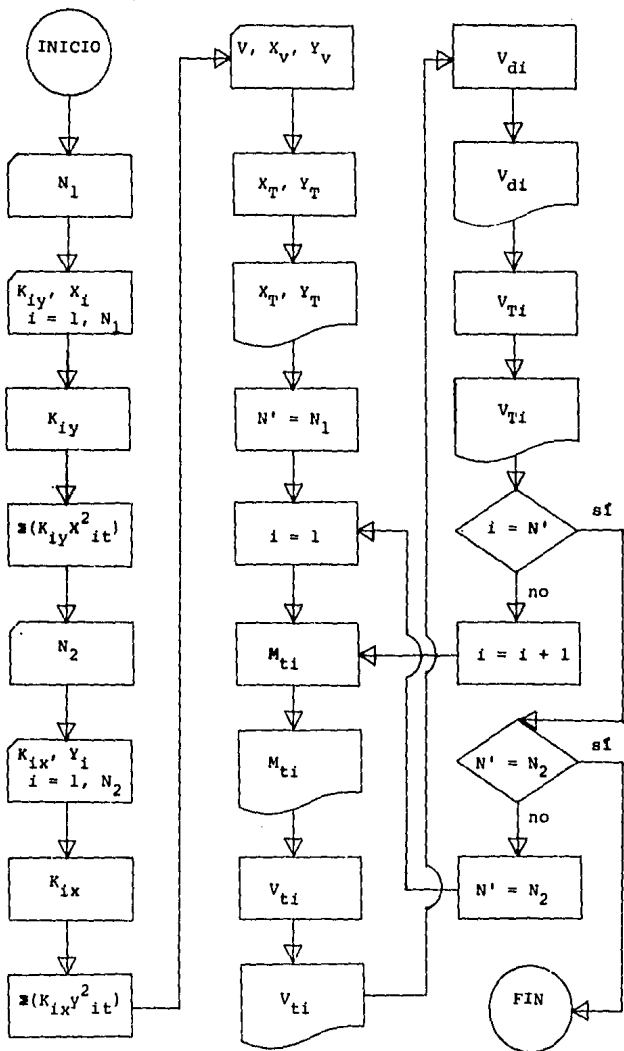 INICIO
N1
Kiy, Xi
i = 1, N1
Kiy
Σ(KiyX²it)
N2
Kix, Yi
i = 1, N2
Kix
Σ(Kixy²it)
V, Xv, Yv
XT, YT
XT, YT
N' = N1
i = 1
Mti
Mti
Vti
Vti
Vdi
Vdi
VTi
VTi
i = N'
sí
no
i = i + 1
N' = N2
sí
no
N' = N2
FIN